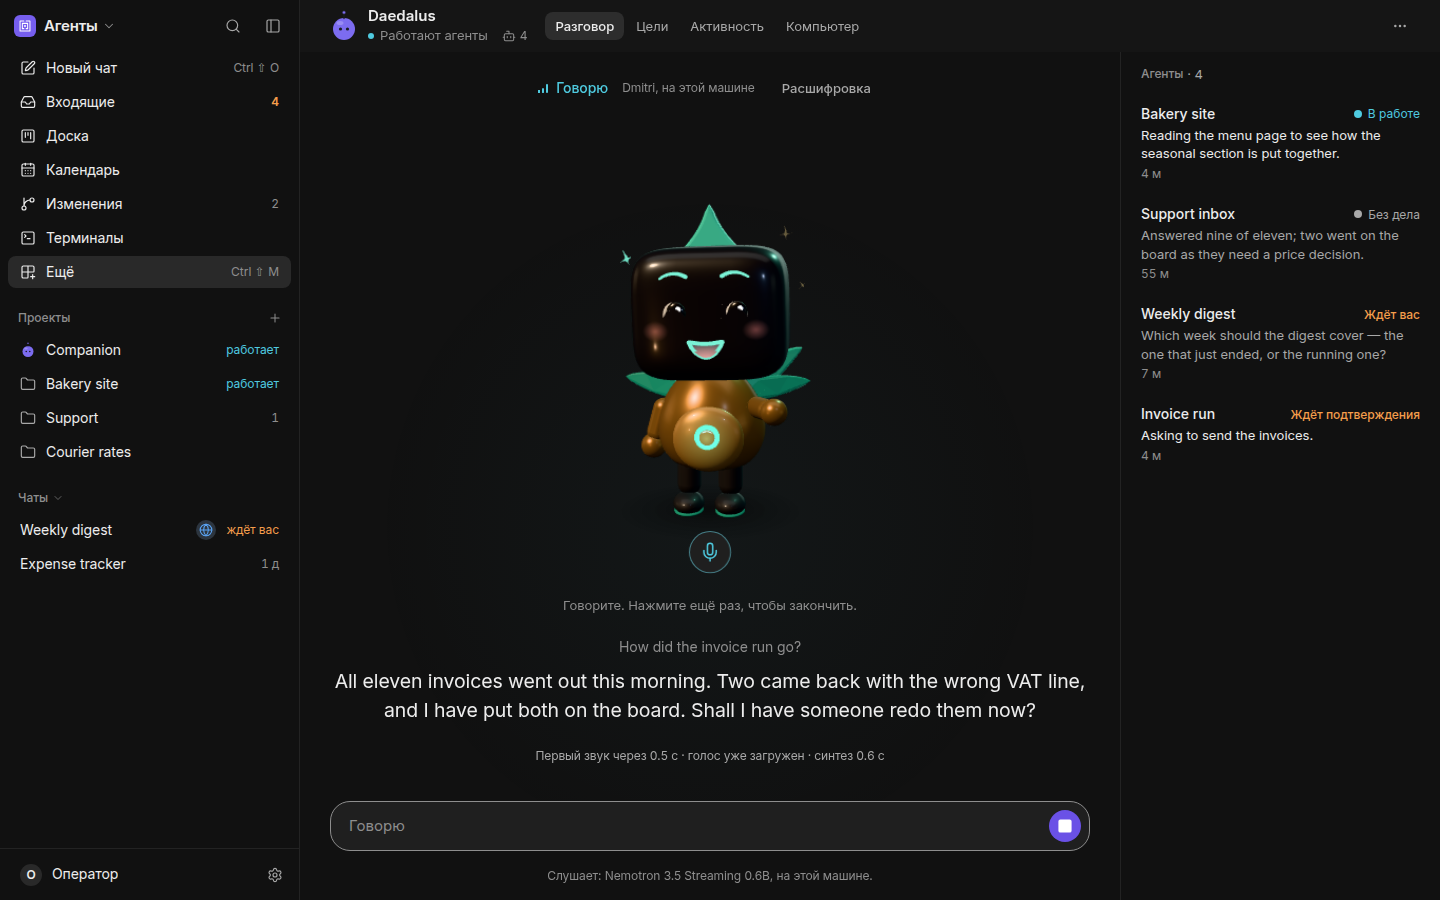 Агенты
Новый чат Ctrl ⇧ O
Входящие 4
Доска
Календарь
Изменения 2
Терминалы
Ещё Ctrl ⇧ M
Проекты
Companion работает
Bakery site работает
Support 1
Courier rates
Чаты
Weekly digest ждёт вас
Expense tracker 1 д
О Оператор
Daedalus
Работают агенты 4
Разговор Цели Активность Компьютер
Говорю Dmitri, на этой машине Расшифровка
Говорите. Нажмите ещё раз, чтобы закончить.
How did the invoice run go?
All eleven invoices went out this morning. Two came back with the wrong VAT line,
and I have put both on the board. Shall I have someone redo them now?
Первый звук через 0.5 с · голос уже загружен · синтез 0.6 с
Говорю
Слушает: Nemotron 3.5 Streaming 0.6B, на этой машине.
Агенты · 4
Bakery site В работе
Reading the menu page to see how the
seasonal section is put together.
4 м
Support inbox Без дела
Answered nine of eleven; two went on the
board as they need a price decision.
55 м
Weekly digest Ждёт вас
Which week should the digest cover — the
one that just ended, or the running one?
7 м
Invoice run Ждёт подтверждения
Asking to send the invoices.
4 м